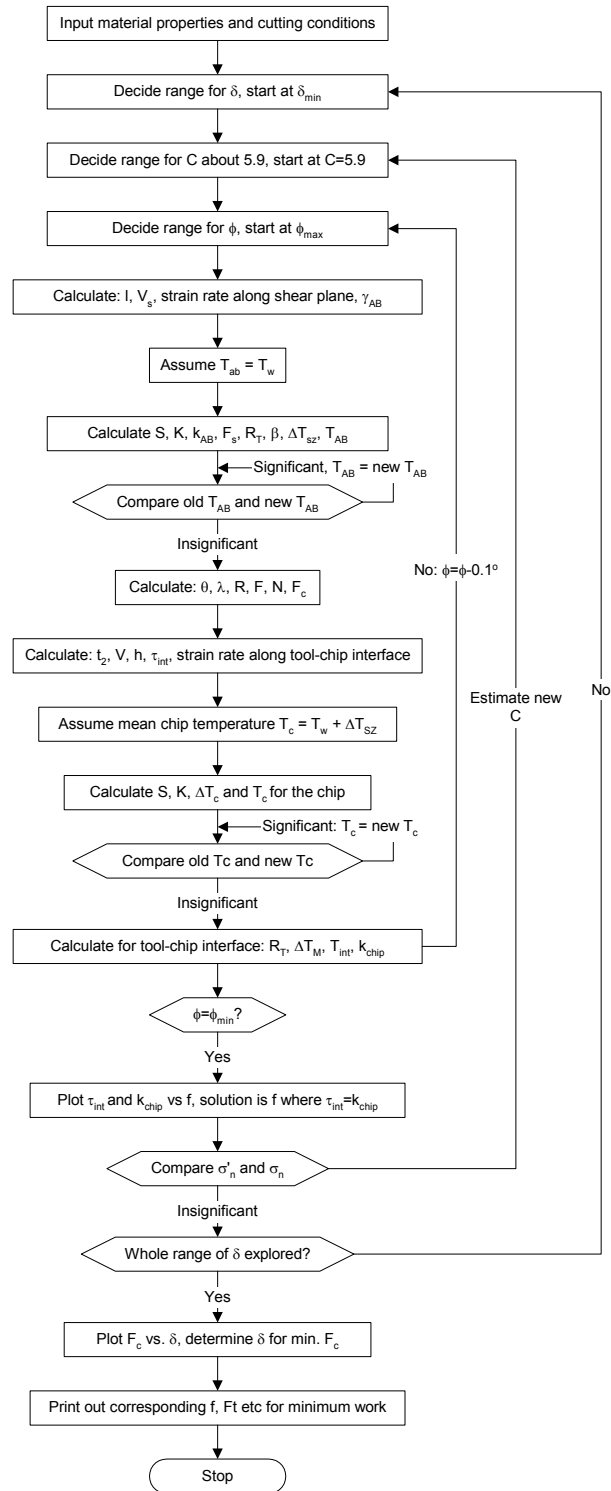 Input material properties and cutting conditions
Decide range for δ, start at δmin
Decide range for C about 5.9, start at C=5.9
Decide range for ϕ, start at ϕmax
Calculate: l, Vs, strain rate along shear plane, γAB
Assume Tab = Tw
Calculate S, K, kAB, Fs, RT, β, ΔTsz, TAB
Significant, TAB = new TAB
Compare old TAB and new TAB
Insignificant
No: ϕ=ϕ-0.1º
Calculate: θ, λ, R, F, N, Fc
Calculate: t2, V, h, τint, strain rate along tool-chip interface
Estimate new
C
No
Assume mean chip temperature Tc = Tw + ΔTSZ
Calculate S, K, ΔTc and Tc for the chip
Significant: Tc = new Tc
Compare old Tc and new Tc
Insignificant
Calculate for tool-chip interface: RT, ΔTM, Tint, kchip
ϕ=ϕmin?
Yes
Plot τint and kchip vs f, solution is f where τint=kchip
Compare σ'n and σn
Insignificant
Whole range of δ explored?
Yes
Plot Fc vs. δ, determine δ for min. Fc
Print out corresponding f, Ft etc for minimum work
Stop